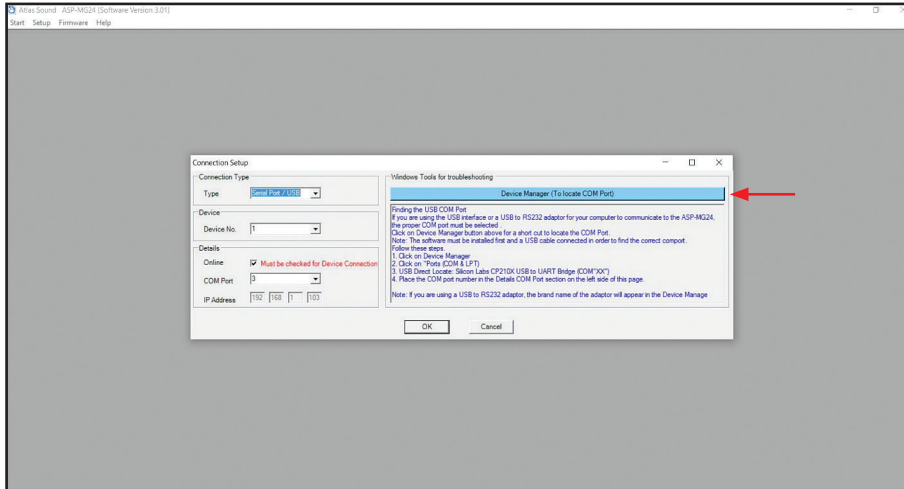 Atlas Sound ASP-MG24 [Software Version 3.01]
Start Setup Firmware Help
Connection Setup
Connection Type
Type Serial Port / USB
Device
Device No. 1
Details
Online Must be checked for Device Connection
COM Port 3
IP Address 192 168 1 103
Windows Tools for troubleshooting
Device Manager (To locate COM Port)
Finding the USB COM Port
If you are using the USB interface or a USB to RS232 adaptor for your computer to communicate to the ASP-MG24,
the proper COM port must be selected .
Click on Device Manager button above for a short cut to locate the COM Port.
Note: The software must be installed first and a USB cable connected in order to find the correct comport.
Follow these steps.
1. Click on Device Manager
2. Click on "Ports (COM & LPT)
3. USB Direct Locate: Silicon Labs CP210X USB to UART Bridge (COM"XX")
4. Place the COM port number in the Details COM Port section on the left side of this page.
Note: If you are using a USB to RS232 adaptor, the brand name of the adaptor will appear in the Device Manage
OK Cancel